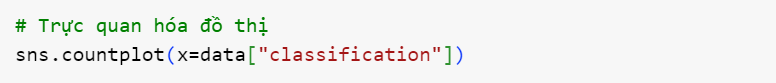 # Trực quan hóa đồ thị
sns.countplot(x=data["classification"])